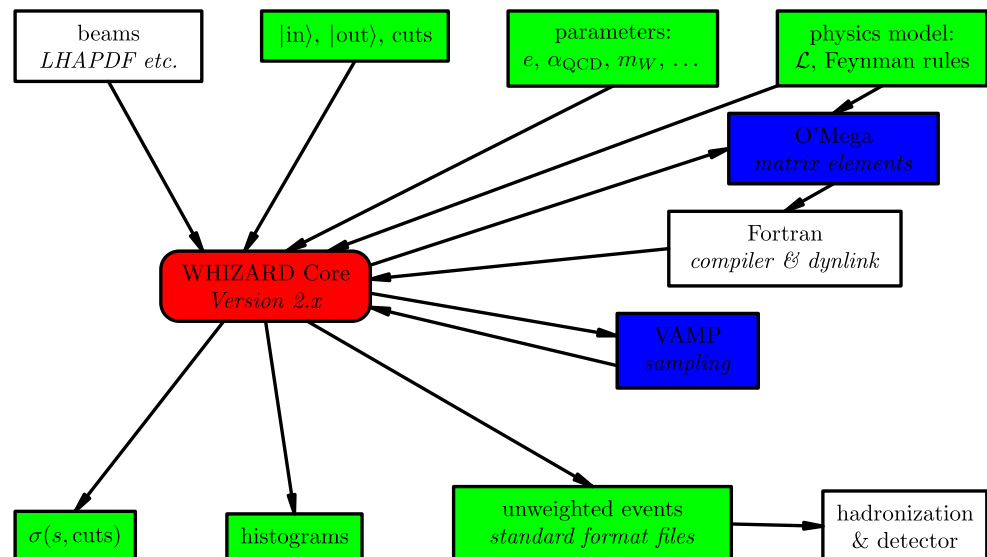 beams
LHAPDF etc.
|in⟩, |out⟩, cuts
parameters:
e, α_QCD, m_W, …
physics model:
ℒ, Feynman rules
O'Mega
matrix elements
Fortran
compiler & dynlink
WHIZARD Core
Version 2.x
VAMP
sampling
σ(s, cuts)
histograms
unweighted events
standard format files
hadronization
& detector